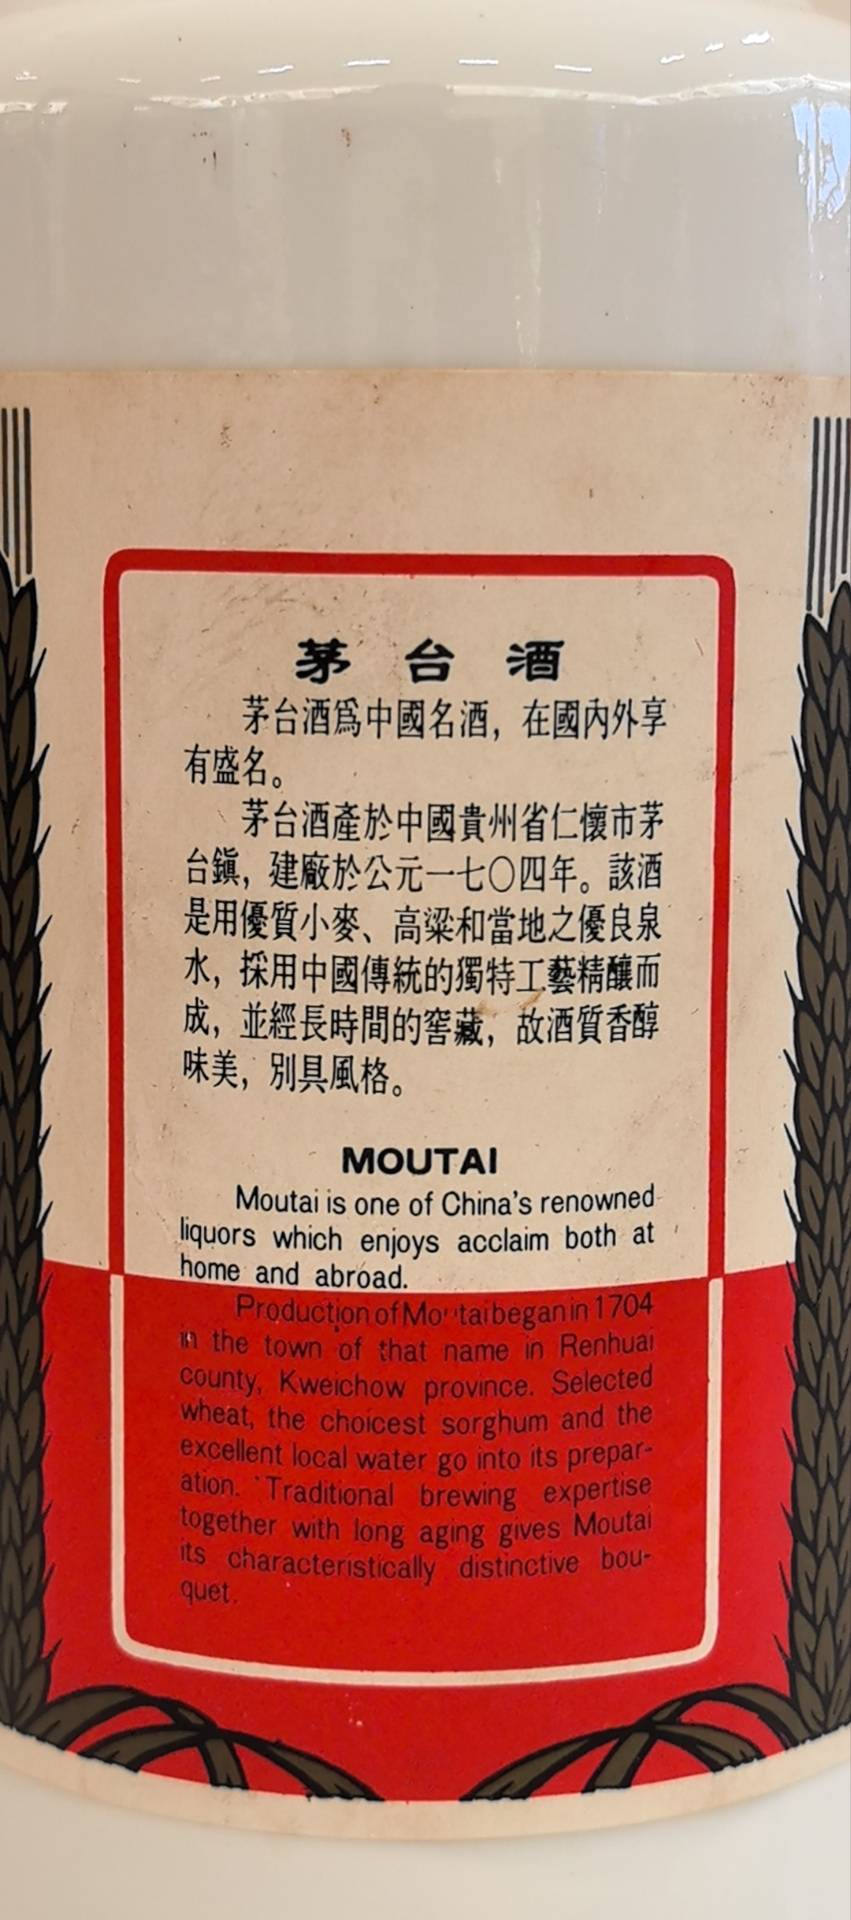 茅台酒
茅台酒爲中國名酒，在國內外享
有盛名。
茅台酒產於中國貴州省仁懷市茅
台鎭，建廠於公元一七〇四年。該酒
是用優質小麥、高粱和當地之優良泉
水，採用中國傳統的獨特工藝精釀而
成，並經長時間的窖藏，故酒質香醇
味美，別具風格。
MOUTAI
Moutai is one of China's renowned
liquors which enjoys acclaim both at
home and abroad.
Production of Moutai began in 1704
in the town of that name in Renhuai
county, Kweichow province. Selected
wheat, the choicest sorghum and the
excellent local water go into its prepar-
ation. Traditional brewing expertise
together with long aging gives Moutai
its characteristically distinctive bou-
quet.